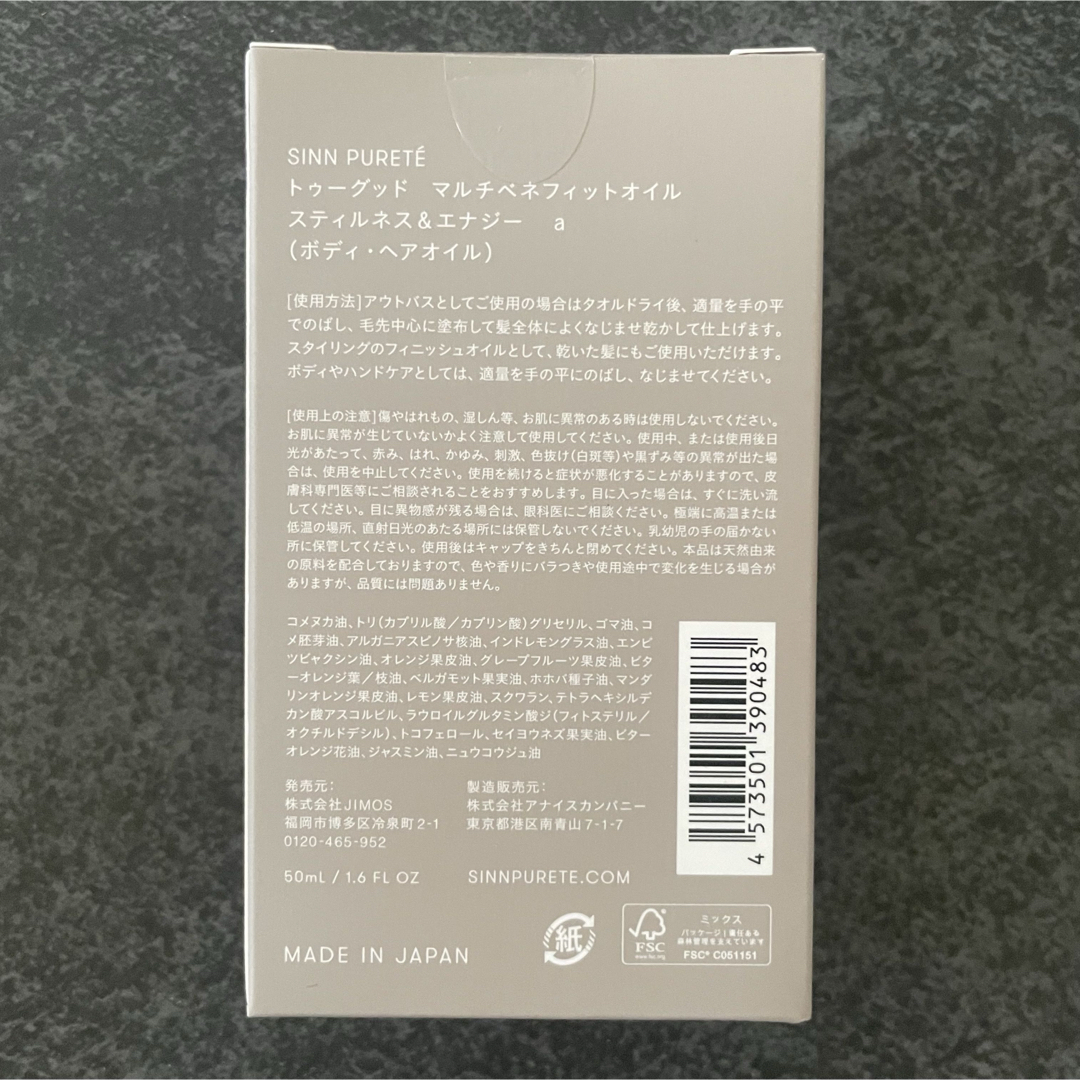 SINN PURETÉ
トゥーグッド　マルチベネフィットオイル
スティルネス＆エナジー　a
（ボディ・ヘアオイル）
[使用方法]アウトバスとしてご使用の場合はタオルドライ後、適量を手の平
でのばし、毛先中心に塗布して髪全体によくなじませ乾かして仕上げます。
スタイリングのフィニッシュオイルとして、乾いた髪にもご使用いただけます。
ボディやハンドケアとしては、適量を手の平にのばし、なじませてください。
[使用上の注意]傷やはれもの、湿しん等、お肌に異常のある時は使用しないでください。
お肌に異常が生じていないかよく注意して使用してください。使用中、または使用後日
光があたって、赤み、はれ、かゆみ、刺激、色抜け(白斑等)や黒ずみ等の異常が出た場
合は、使用を中止してください。使用を続けると症状が悪化することがありますので、皮
膚科専門医等にご相談されることをおすすめします。目に入った場合は、すぐに洗い流
してください。目に異物感が残る場合は、眼科医にご相談ください。極端に高温または
低温の場所、直射日光のあたる場所には保管しないでください。乳幼児の手の届かない
所に保管してください。使用後はキャップをきちんと閉めてください。本品は天然由来
の原料を配合しておりますので、色や香りにバラつきや使用途中で変化を生じる場合が
ありますが、品質には問題ありません。
コメヌカ油、トリ(カプリル酸／カプリン酸)グリセリル、ゴマ油、コ
メ胚芽油、アルガニアスピノサ核油、インドレモングラス油、エンピ
ツビャクシン油、オレンジ果皮油、グレープフルーツ果皮油、ビター
オレンジ葉／枝油、ベルガモット果実油、ホホバ種子油、マンダ
リンオレンジ果皮油、レモン果皮油、スクワラン、テトラヘキシルデ
カン酸アスコルビル、ラウロイルグルタミン酸ジ(フィトステリル／
オクチルドデシル)、トコフェロール、セイヨウネズ果実油、ビター
オレンジ花油、ジャスミン油、ニュウコウジュ油
発売元：
株式会社JIMOS
福岡市博多区冷泉町2-1
0120-465-952
製造販売元：
株式会社アナイスカンパニー
東京都港区南青山7-1-7
50mL / 1.6 FL OZ
SINNPURETE.COM
4 573501 390483
MADE IN JAPAN
紙
FSC
www.fsc.org
ミックス
パッケージ｜責任ある
森林管理を支えています
FSC® C051151